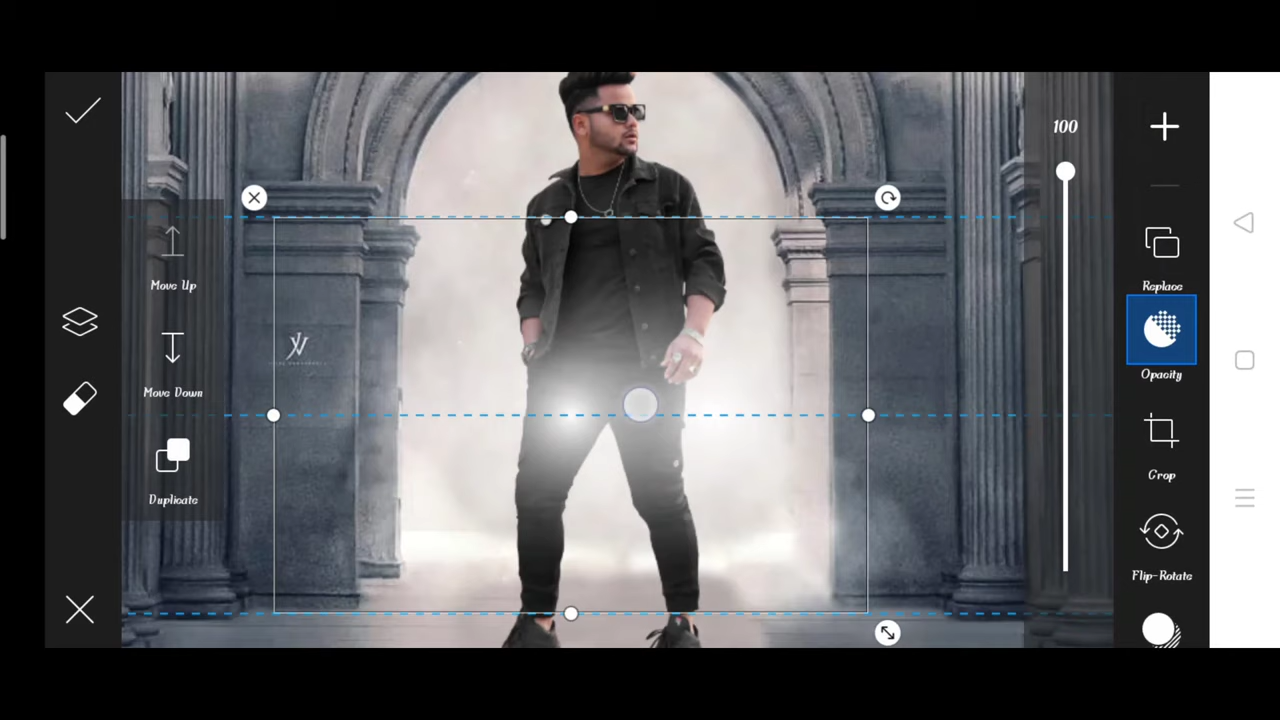 100
Move Up
Replace
Opacity
Move Down
Crop
Duplicate
Flip-Rotate